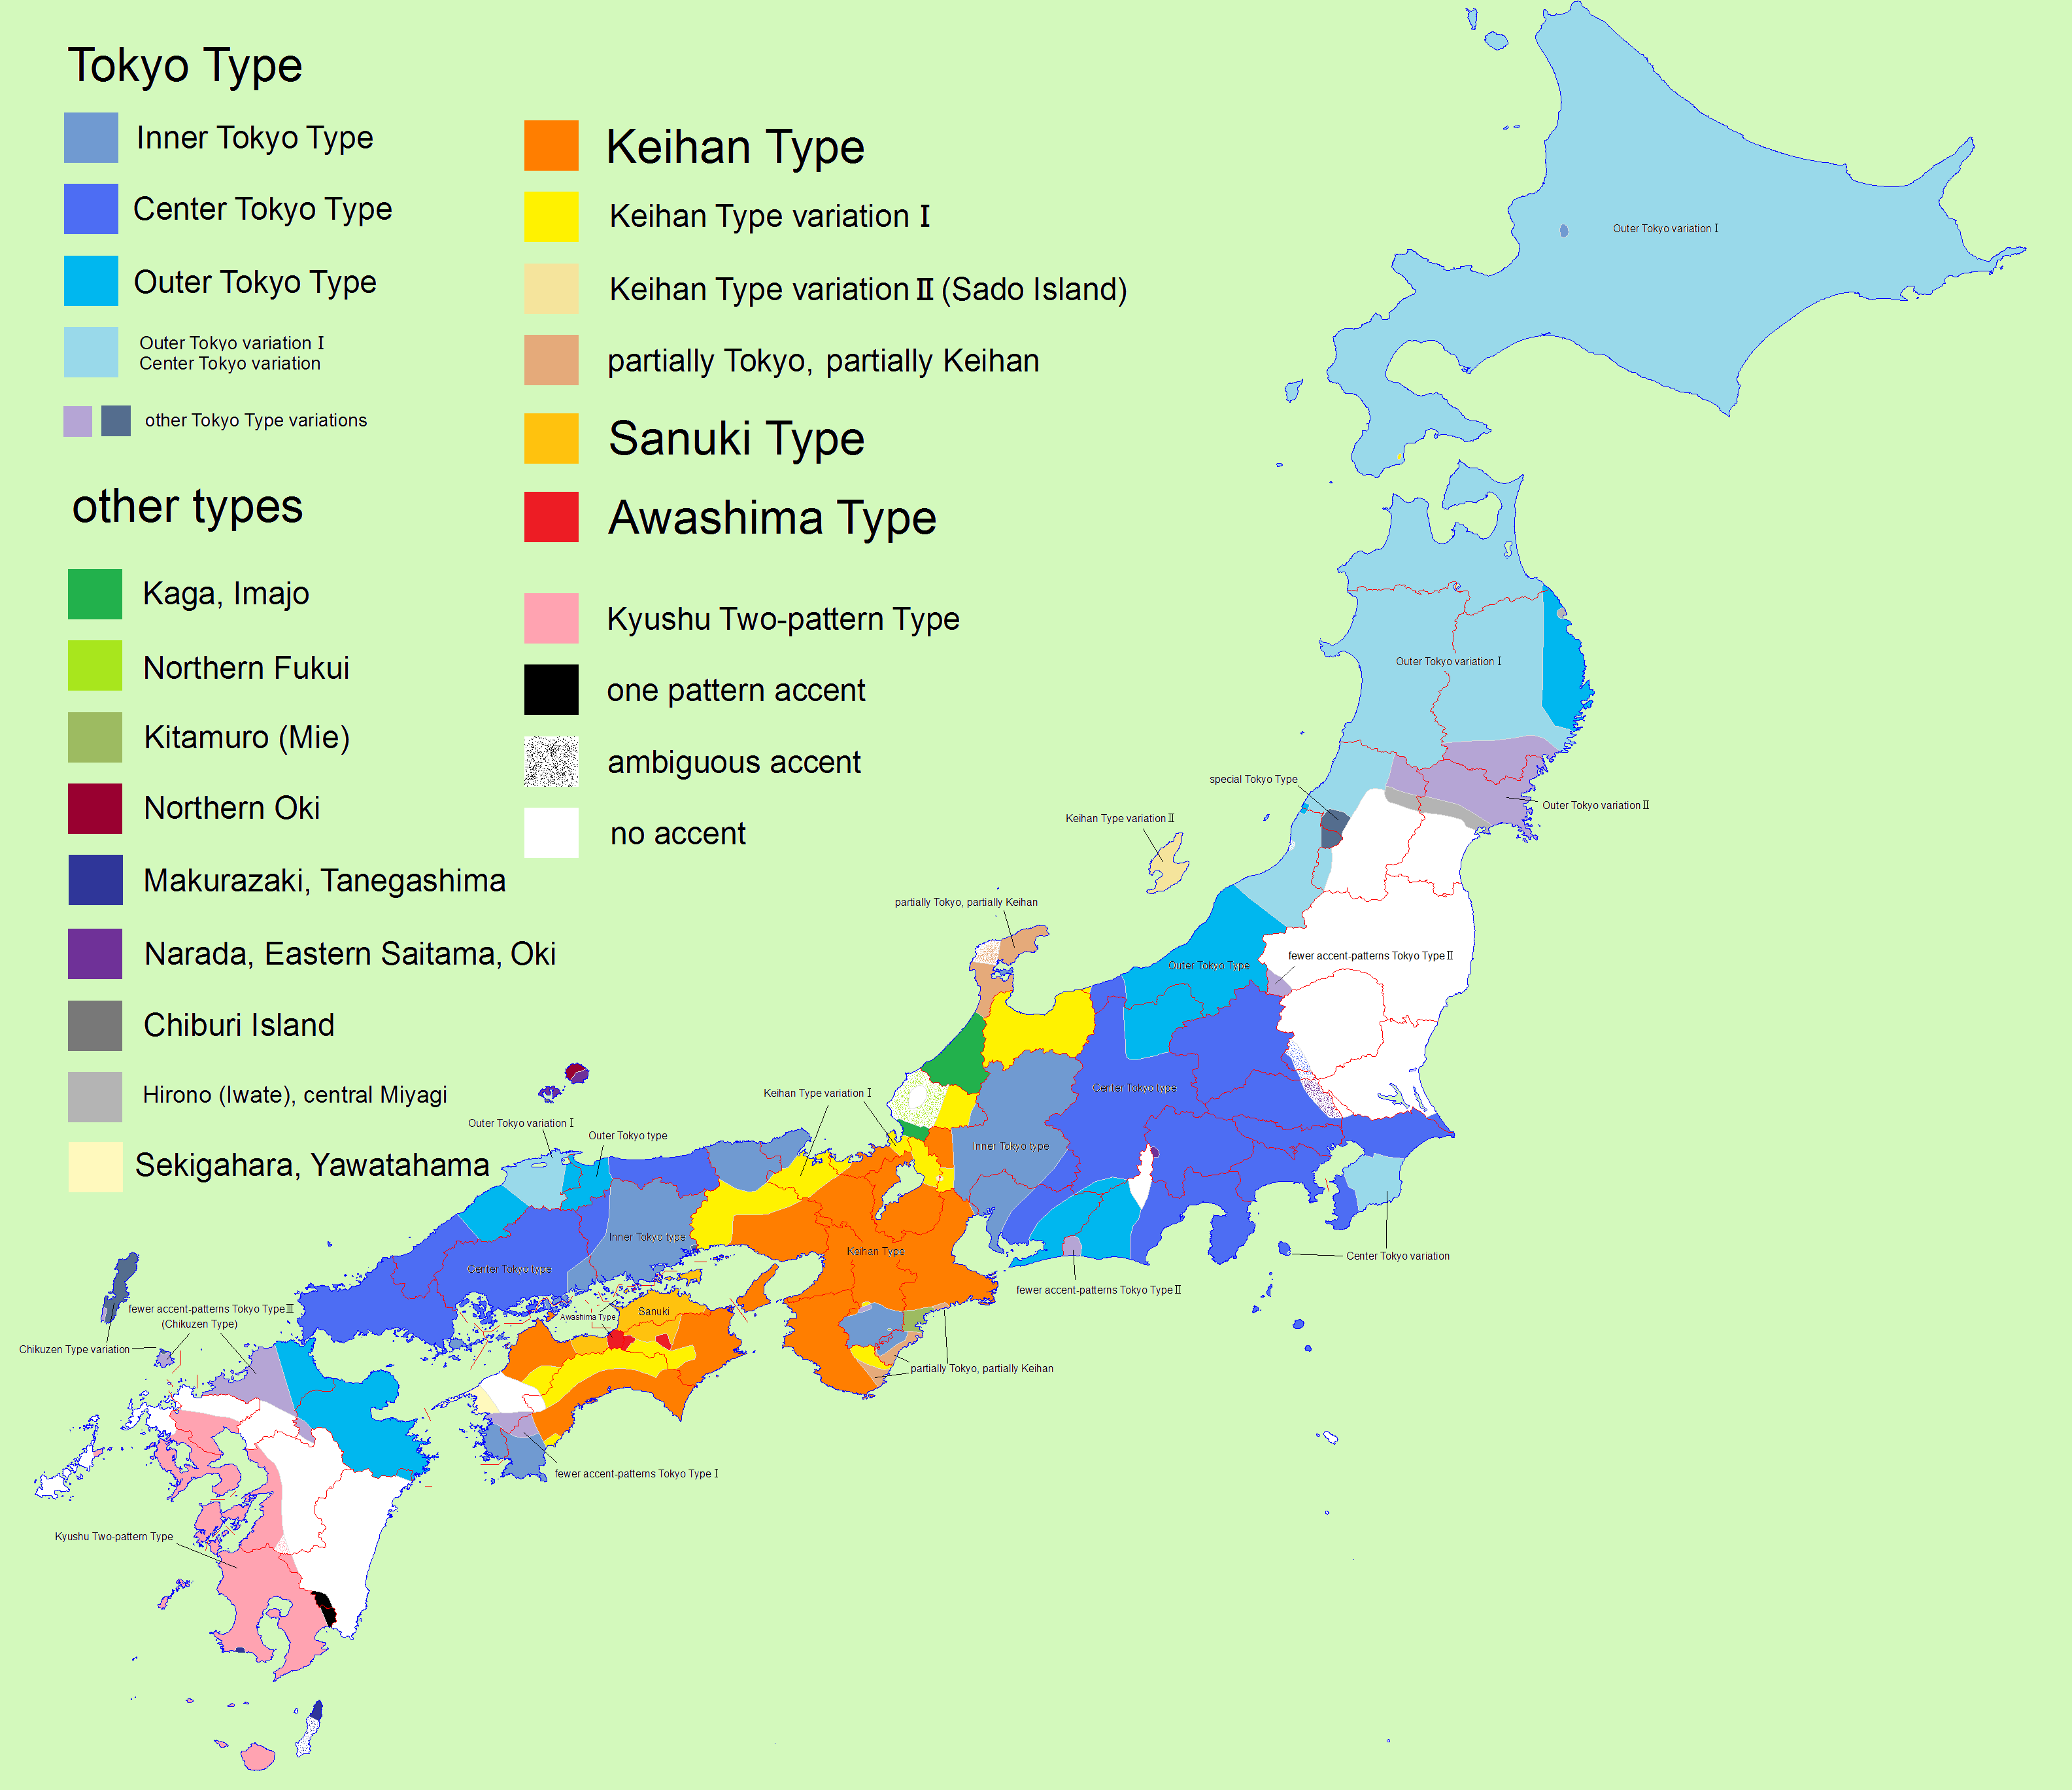 Tokyo Type
Inner Tokyo Type
Center Tokyo Type
Outer Tokyo Type
Outer Tokyo variation Ⅰ
Center Tokyo variation
other Tokyo Type variations
other types
Kaga, Imajo
Northern Fukui
Kitamuro (Mie)
Northern Oki
Makurazaki, Tanegashima
Narada, Eastern Saitama, Oki
Chiburi Island
Hirono (Iwate), central Miyagi
Sekigahara, Yawatahama
Keihan Type
Keihan Type variation Ⅰ
Keihan Type variation Ⅱ (Sado Island)
partially Tokyo, partially Keihan
Sanuki Type
Awashima Type
Kyushu Two-pattern Type
one pattern accent
ambiguous accent
no accent
Outer Tokyo variation Ⅰ
Outer Tokyo variation Ⅰ
special Tokyo Type
Outer Tokyo variation Ⅱ
Keihan Type variation Ⅱ
partially Tokyo, partially Keihan
fewer accent-patterns Tokyo Type Ⅱ
Outer Tokyo Type
Center Tokyo type
Keihan Type variation Ⅰ
Outer Tokyo variation Ⅰ
Outer Tokyo type
Inner Tokyo type
Inner Tokyo type
Keihan Type
Center Tokyo variation
Center Tokyo type
fewer accent-patterns Tokyo Type Ⅱ
fewer accent-patterns Tokyo Type Ⅲ
(Chikuzen Type)
Sanuki
Awashima Type
Chikuzen Type variation
partially Tokyo, partially Keihan
fewer accent-patterns Tokyo Type Ⅰ
Kyushu Two-pattern Type